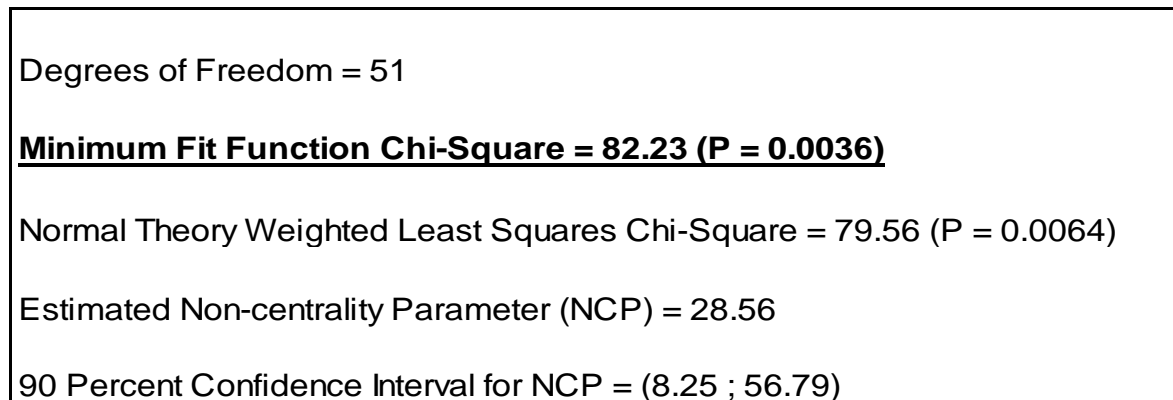 Degrees of Freedom = 51
Minimum Fit Function Chi-Square = 82.23 (P = 0.0036)
Normal Theory Weighted Least Squares Chi-Square = 79.56 (P = 0.0064)
Estimated Non-centrality Parameter (NCP) = 28.56
90 Percent Confidence Interval for NCP = (8.25 ; 56.79)